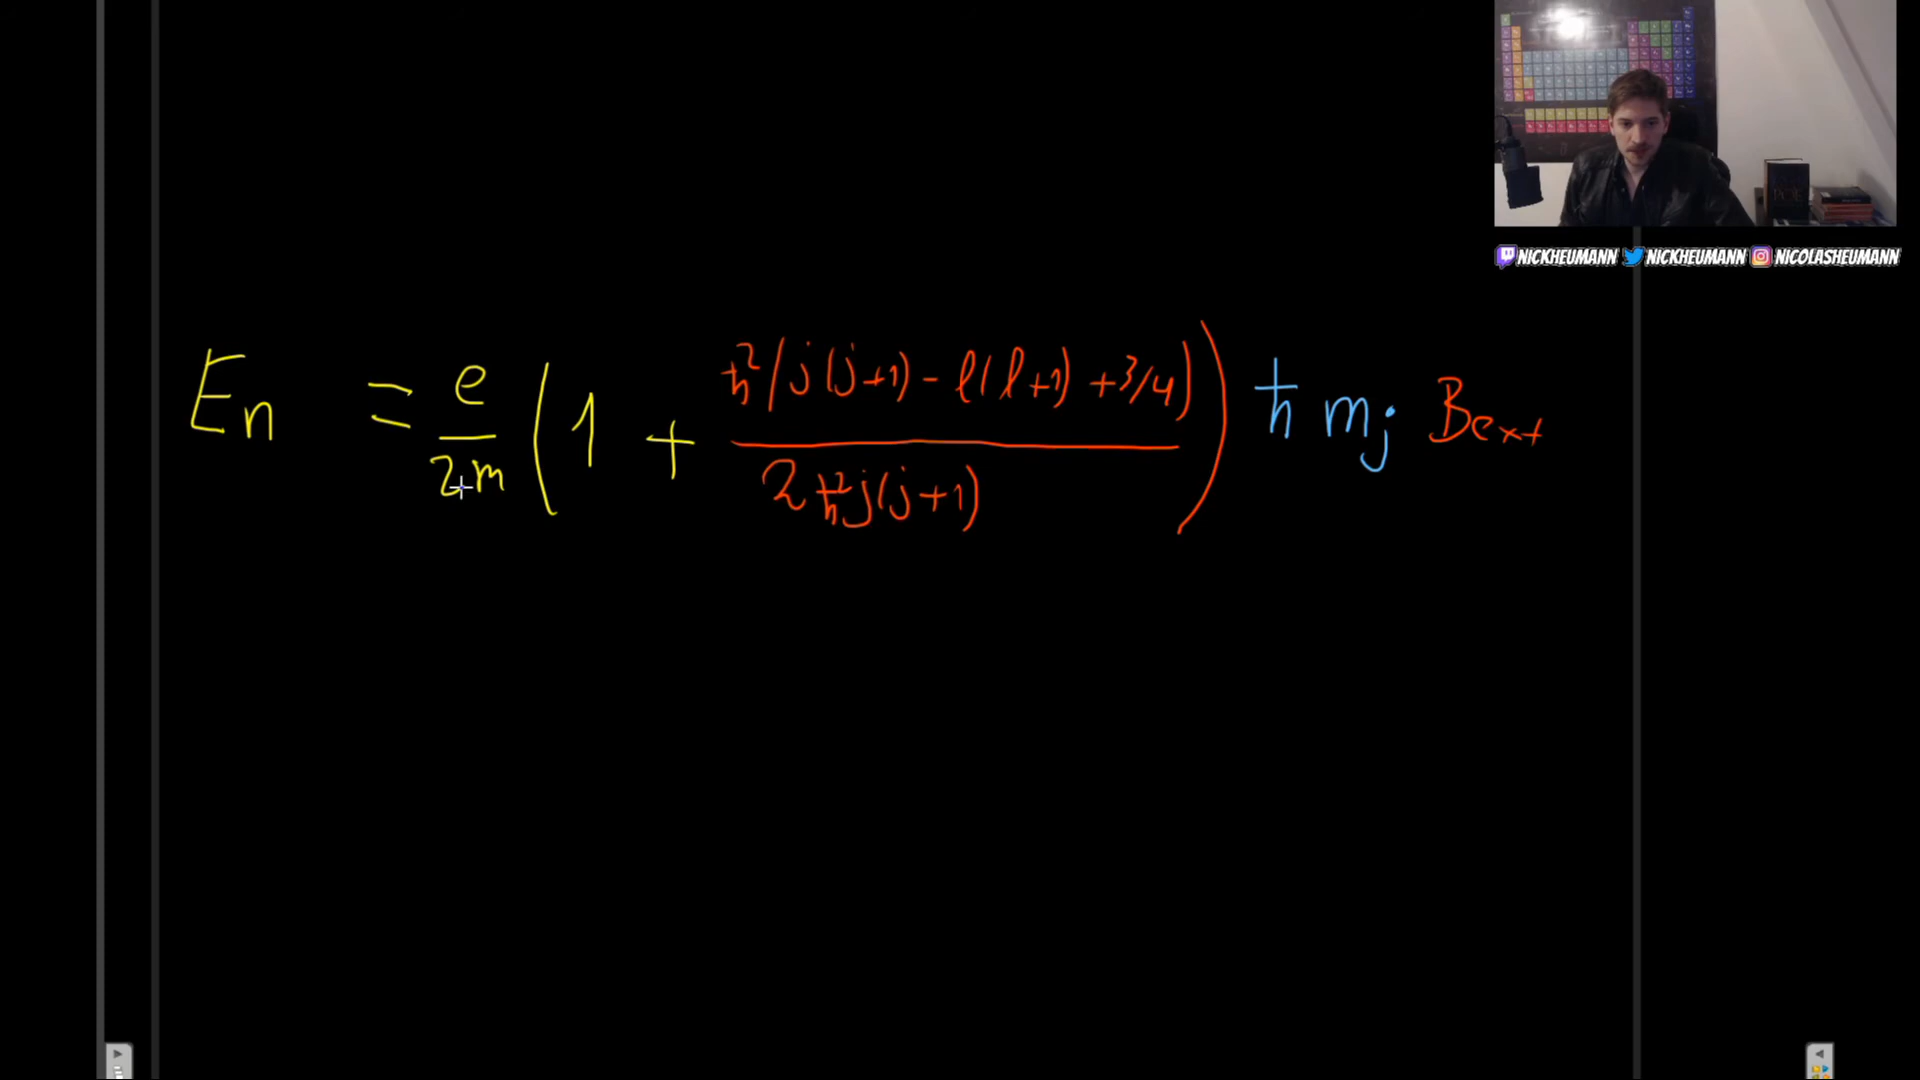 NICKHEUMANN NICKHEUMANN NICOLASHEUMANN
En = e/2m (1 + ħ²(j(j+1) - l(l+1) + 3/4) / 2ħ²j(j+1)) ħ mj Bext